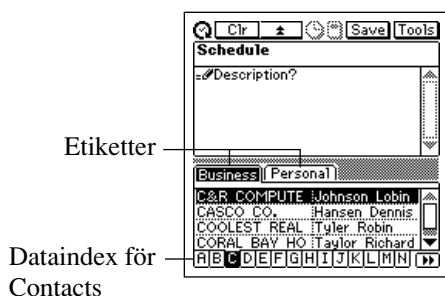 Clr Save Tools
Schedule
Description?
Etiketter
Business Personal
C&R COMPUTE Johnson Lobin
CASCO CO. Hansen Dennis
COOLEST REAL Tyler Robin
CORAL BAY HO Taylor Richard
Dataindex för
Contacts
A B C D E F G H I J K L M N